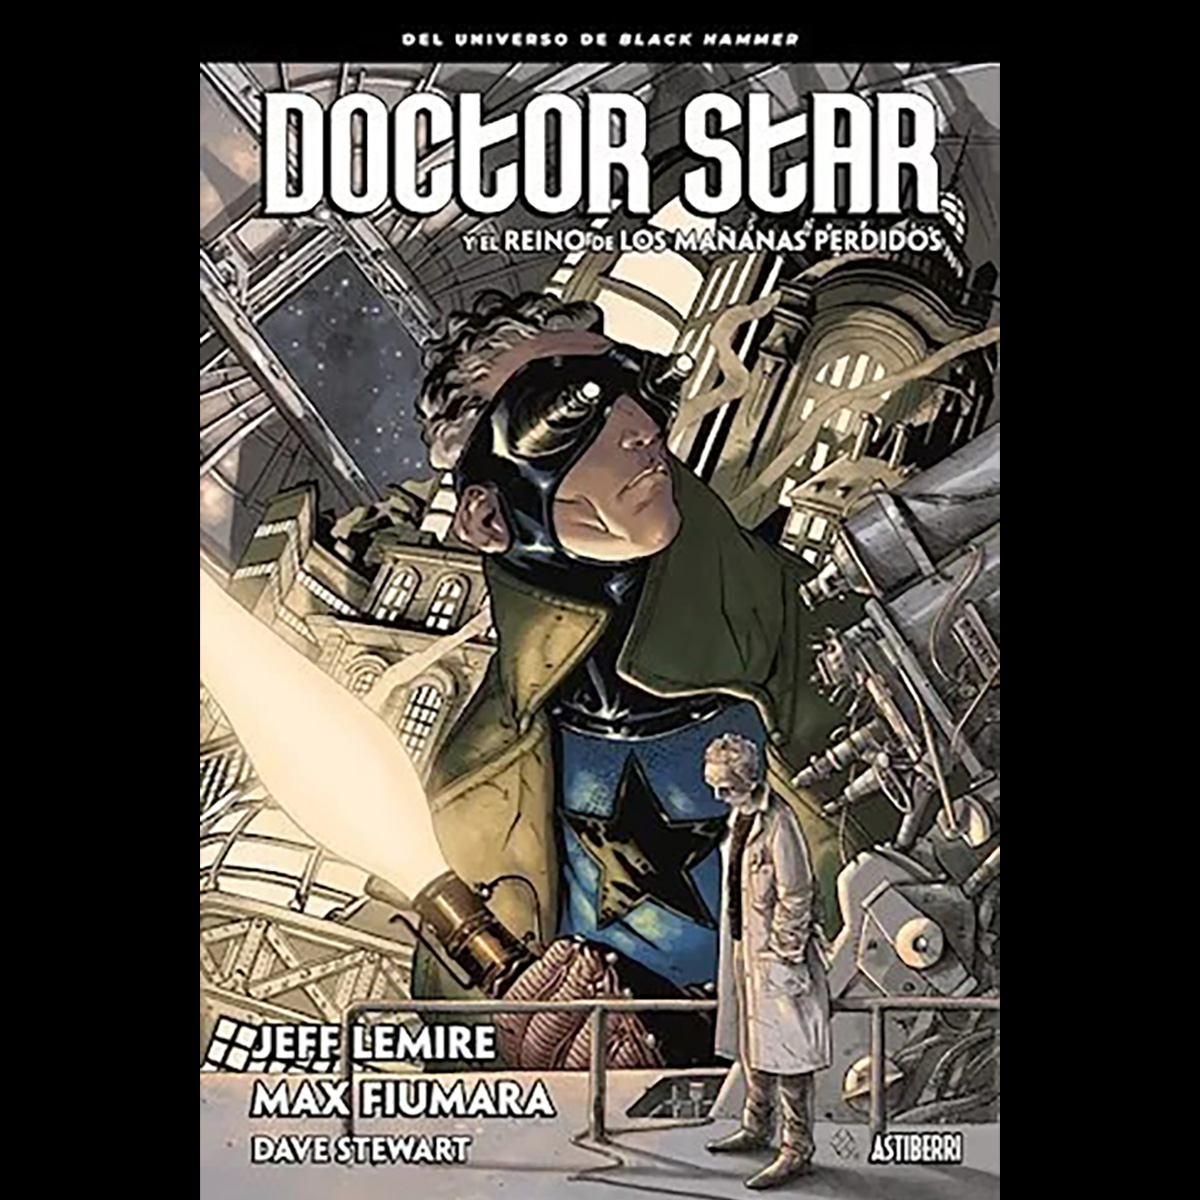 DEL UNIVERSO DE BLACK HAMMER
DOCTOR STAR
Y EL REINO DE LOS MAÑANAS PERDIDOS
JEFF LEMIRE
MAX FIUMARA
DAVE STEWART
ASTIBERRI